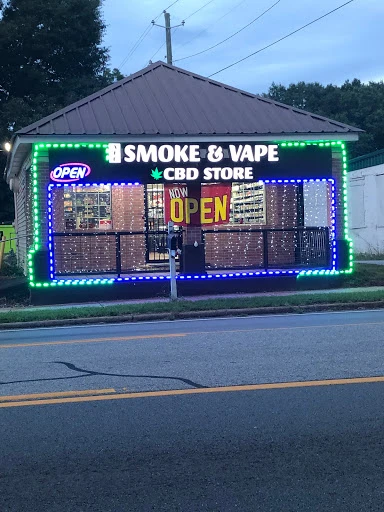 SMOKE & VAPE
OPEN
CBD STORE
NOW
OPEN